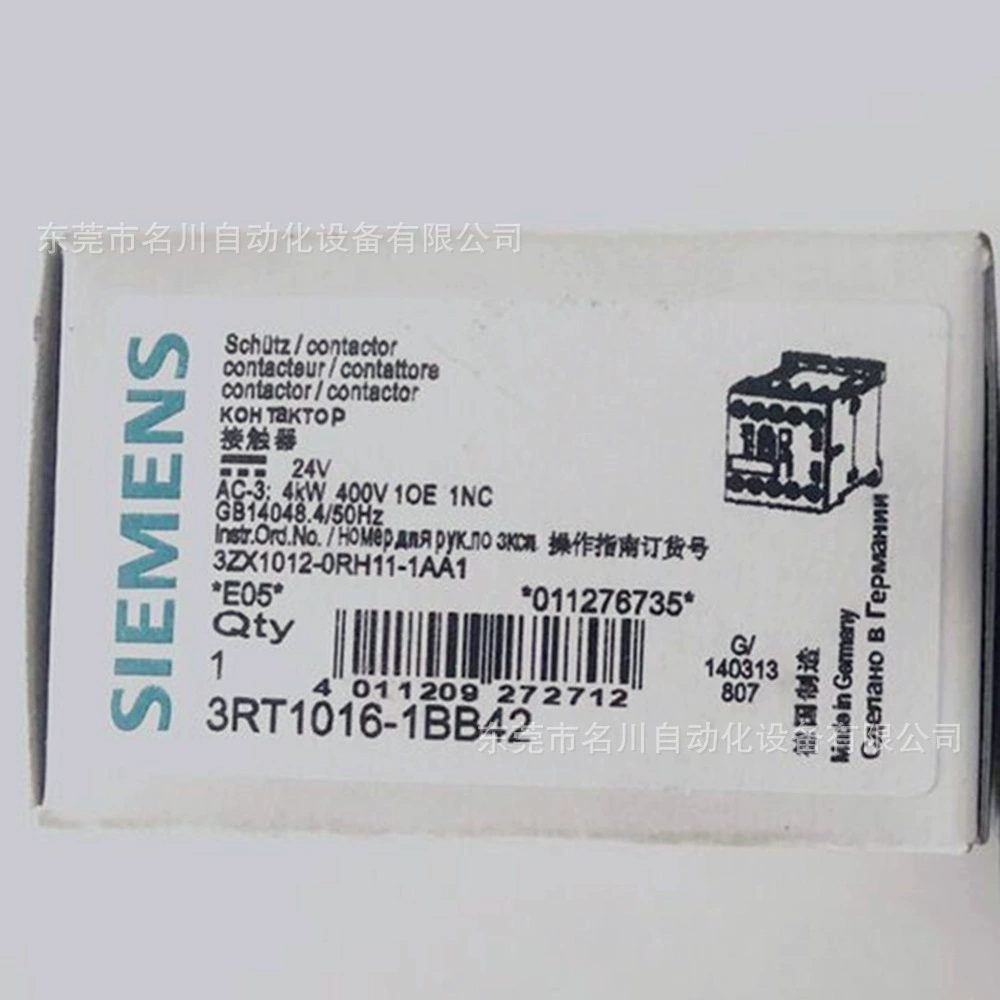 东莞市名川自动化设备有限公司
SIEMENS
Schütz / contactor
contacteur / contattore
contactor / contactor
контактор
接触器
24V
AC-3: 4kW 400V 1OE 1NC
GB14048.4/50Hz
Instr.Ord.No. / номер для рук.по эксп. 操作指南订货号
3ZX1012-0RH11-1AA1
*E05* *011276735*
Qty
1
4 011209 272712
3RT1016-1BB42
G/
140313
807
德国制造
Made in Germany
Сделано в Германии
东莞市名川自动化设备有限公司